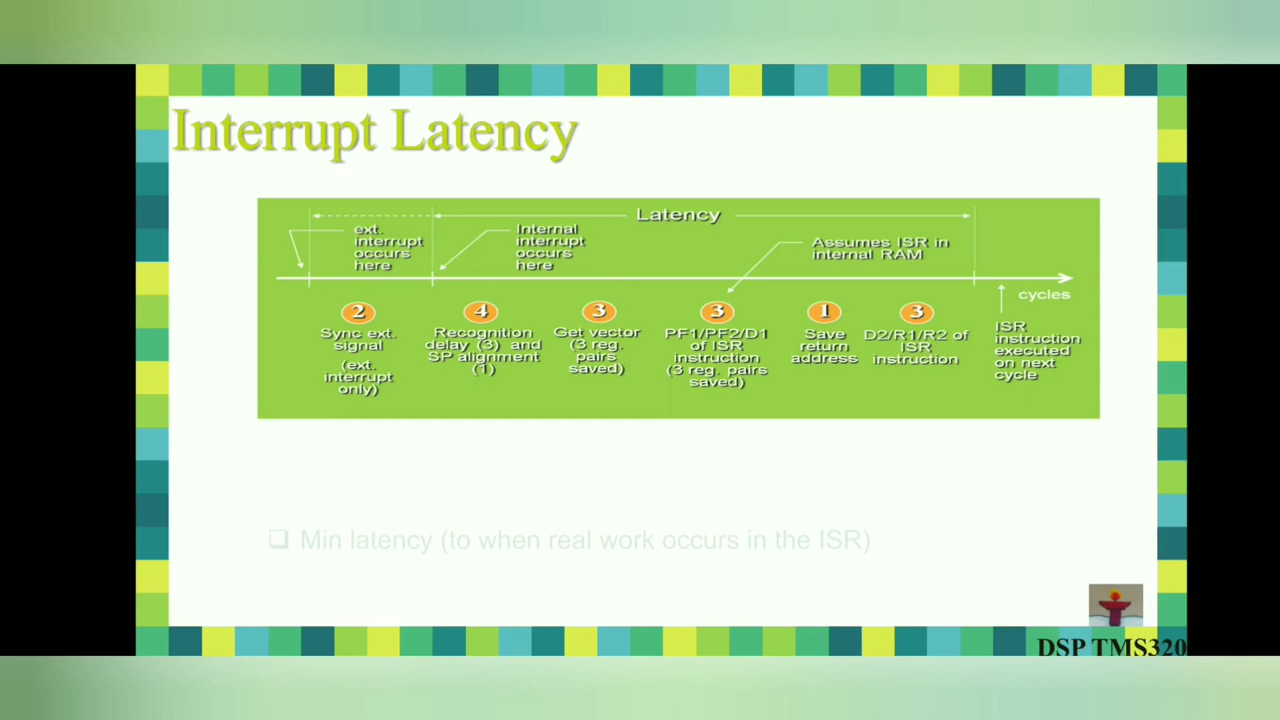 Interrupt Latency
Latency
ext.
interrupt
occurs
here
Internal
interrupt
occurs
here
Assumes ISR in
internal RAM
cycles
2
Sync ext.
signal
(ext.
interrupt
only)
4
Recognition
delay (3) and
SP alignment
(1)
3
Get vector
(3 reg.
pairs
saved)
3
PF1/PF2/D1
of ISR
instruction
(3 reg. pairs
saved)
1
Save
return
address
3
D2/R1/R2 of
ISR
instruction
ISR
instruction
executed
on next
cycle
Min latency (to when real work occurs in the ISR)
DSP TMS320